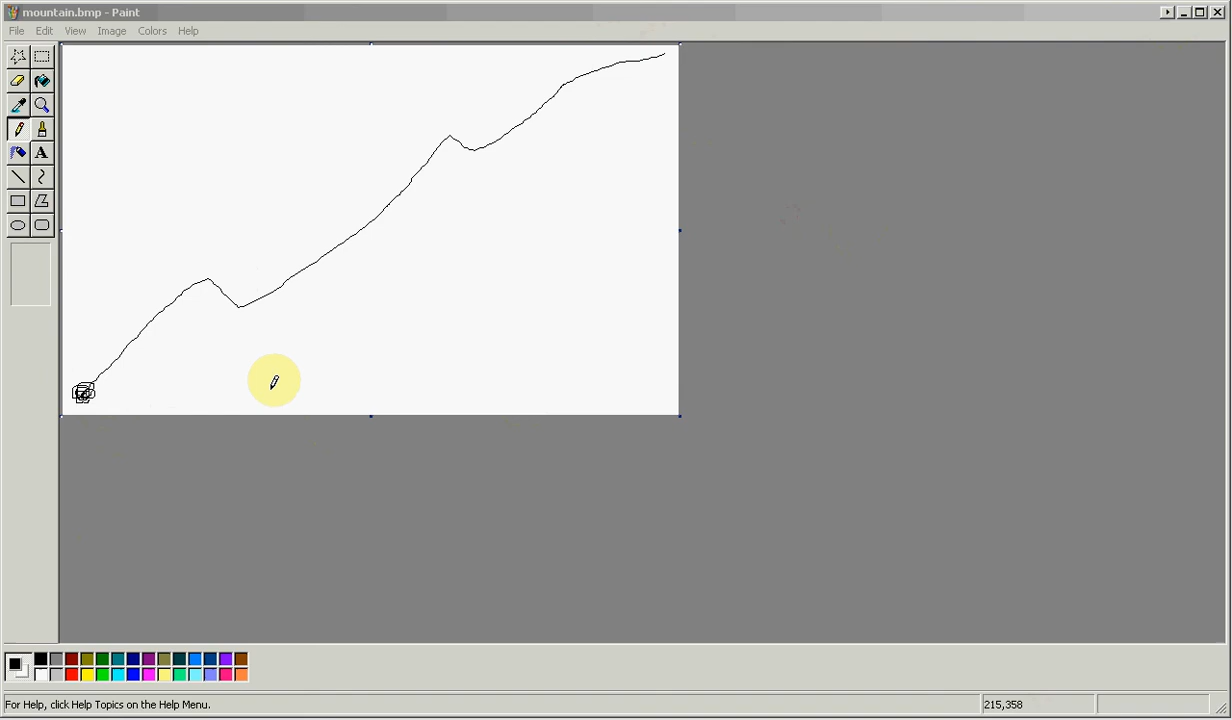 mountain.bmp - Paint
File Edit View Image Colors Help
A
For Help, click Help Topics on the Help Menu.
215,358